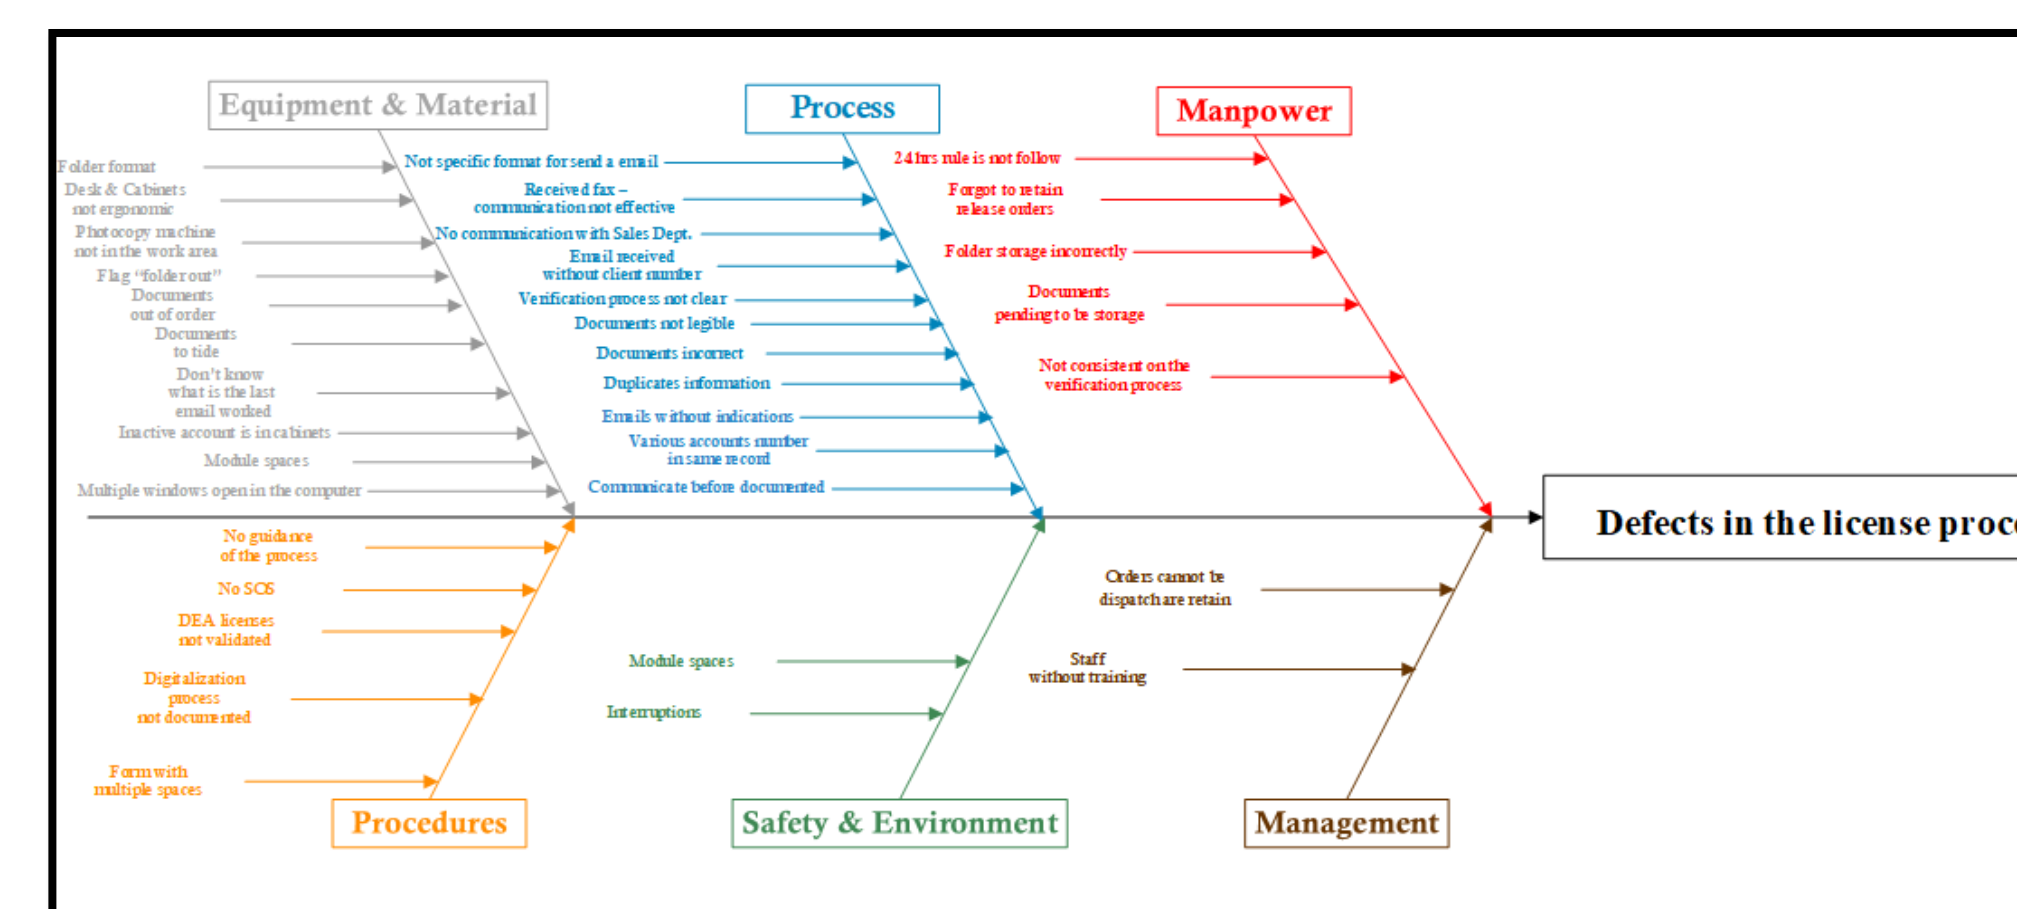 Equipment & Material
Folder format
Desk & Cabinets
not ergonomic
Photocopy machine
not in the work area
Flag “folder out”
Documents
out of order
Documents
to tide
Don't know
what is the last
email worked
Inactive account is in cabinets
Module spaces
Multiple windows open in the computer
Process
Not specific format for send a email
Received fax –
communication not effective
No communication with Sales Dept.
Email received
without client number
Verification process not clear
Documents not legible
Documents incorrect
Duplicates information
Emails without indications
Various accounts number
in same record
Communicate before documented
Manpower
24 hrs rule is not follow
Forgot to retain
release orders
Folder storage incorrectly
Documents
pending to be storage
Not consistent on the
verification process
Defects in the license proc
No guidance
of the process
No SOS
DEA licenses
not validated
Digitalization
process
not documented
Form with
multiple spaces
Procedures
Module spaces
Interruptions
Safety & Environment
Orders cannot be
dispatch are retain
Staff
without training
Management